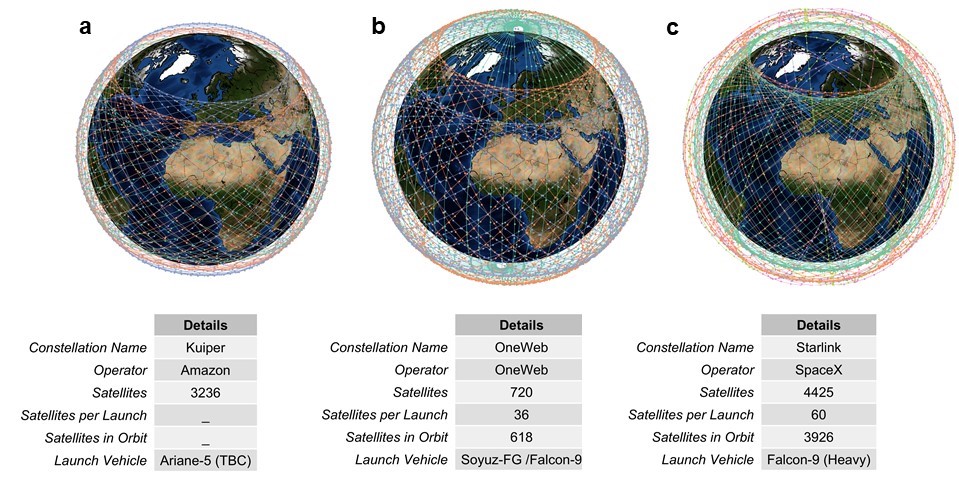 a
b
c
Details
Constellation Name Kuiper
Operator Amazon
Satellites 3236
Satellites per Launch _
Satellites in Orbit _
Launch Vehicle Ariane-5 (TBC)
Details
Constellation Name OneWeb
Operator OneWeb
Satellites 720
Satellites per Launch 36
Satellites in Orbit 618
Launch Vehicle Soyuz-FG /Falcon-9
Details
Constellation Name Starlink
Operator SpaceX
Satellites 4425
Satellites per Launch 60
Satellites in Orbit 3926
Launch Vehicle Falcon-9 (Heavy)